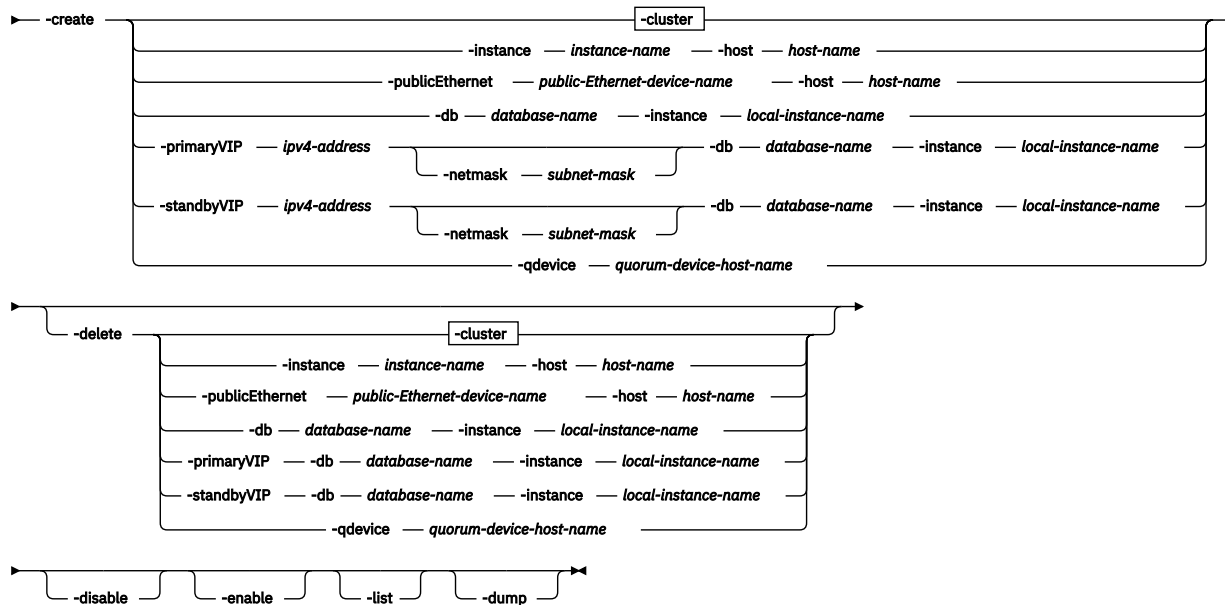 -create -cluster
-instance instance-name -host host-name
-publicEthernet public-Ethernet-device-name -host host-name
-db database-name -instance local-instance-name
-primaryVIP ipv4-address -db database-name -instance local-instance-name
-netmask subnet-mask
-standbyVIP ipv4-address -db database-name -instance local-instance-name
-netmask subnet-mask
-qdevice quorum-device-host-name
-delete -cluster
-instance instance-name -host host-name
-publicEthernet public-Ethernet-device-name -host host-name
-db database-name -instance local-instance-name
-primaryVIP -db database-name -instance local-instance-name
-standbyVIP -db database-name -instance local-instance-name
-qdevice quorum-device-host-name
-disable -enable -list -dump